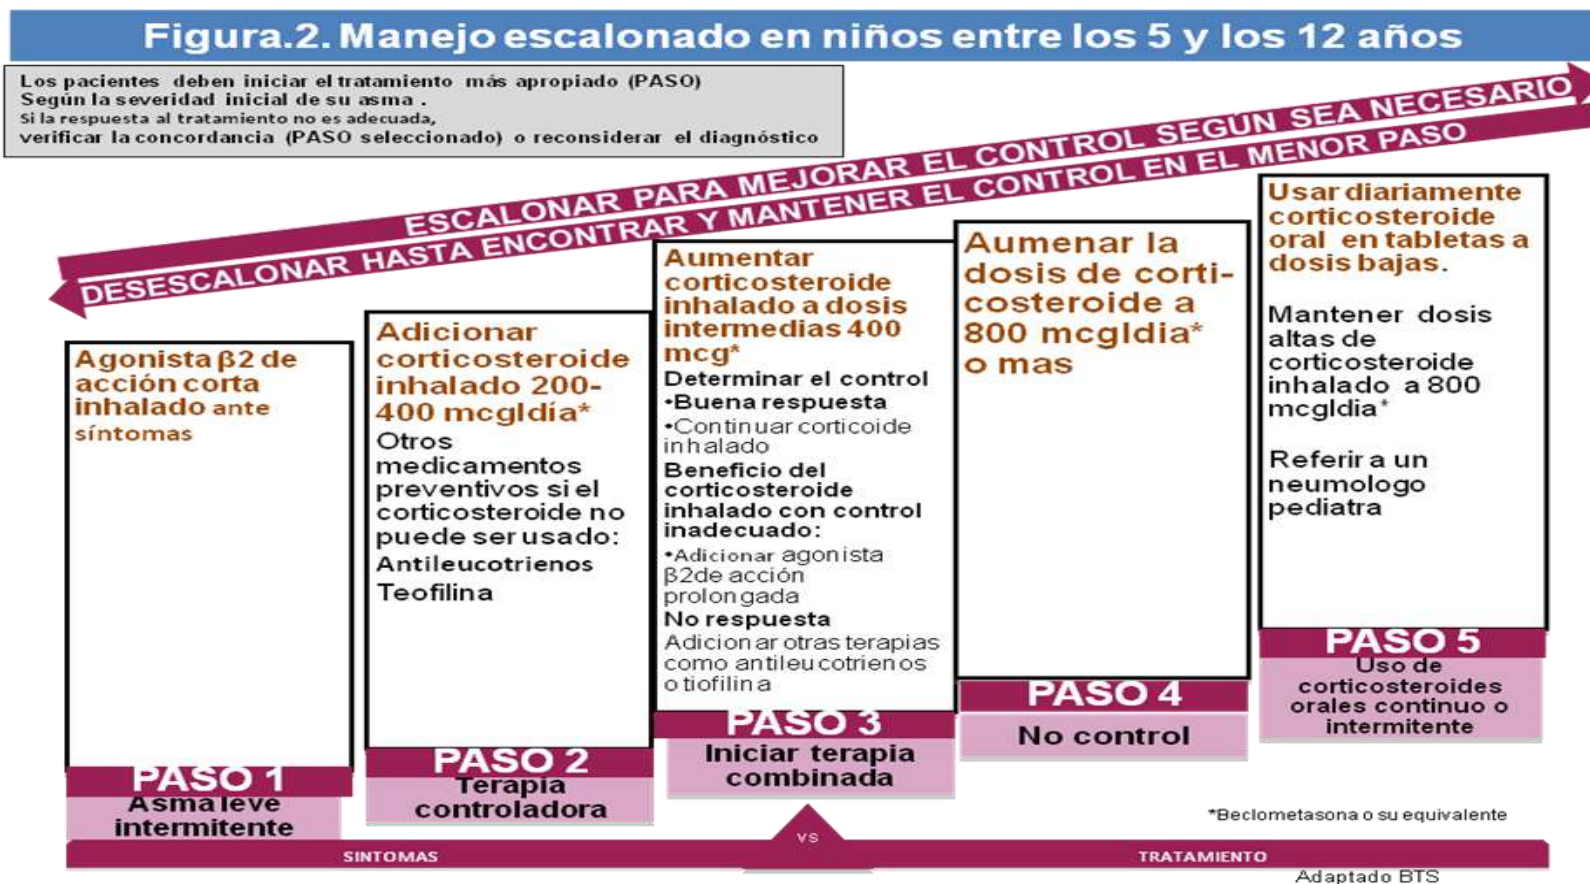 Figura.2. Manejo escalonado en niños entre los 5 y los 12 años
Los pacientes deben iniciar el tratamiento más apropiado (PASO)
Según la severidad inicial de su asma .
Si la respuesta al tratamiento no es adecuada,
verificar la concordancia (PASO seleccionado) o reconsiderar el diagnóstico
ESCALONAR PARA MEJORAR EL CONTROL SEGÚN SEA NECESARIO
DESESCALONAR HASTA ENCONTRAR Y MANTENER EL CONTROL EN EL MENOR PASO
Agonista β2 de
acción corta
inhalado ante
síntomas
PASO 1
Asma leve
intermitente
Adicionar
corticosteroide
inhalado 200-
400 mcgldía*
Otros
medicamentos
preventivos si el
corticosteroide no
puede ser usado:
Antileucotrienos
Teofilina
PASO 2
Terapia
controladora
Aumentar
corticosteroide
inhalado a dosis
intermedias 400
mcg*
Determinar el control
•Buena respuesta
•Continuar corticoide
inhalado
Beneficio del
corticosteroide
inhalado con control
inadecuado:
•Adicionar agonista
β2de acción
prolongada
No respuesta
Adicionar otras terapias
como antileucotrienos
o tiofilina
PASO 3
Iniciar terapia
combinada
Aumenar la
dosis de corti-
costeroide a
800 mcgldia*
o mas
PASO 4
No control
Usar diariamente
corticosteroide
oral en tabletas a
dosis bajas.
Mantener dosis
altas de
corticosteroide
inhalado a 800
mcgldia*
Referir a un
neumologo
pediatra
PASO 5
Uso de
corticosteroides
orales continuo o
intermitente
*Beclometasona o su equivalente
SINTOMAS
vs
TRATAMIENTO
Adaptado BTS